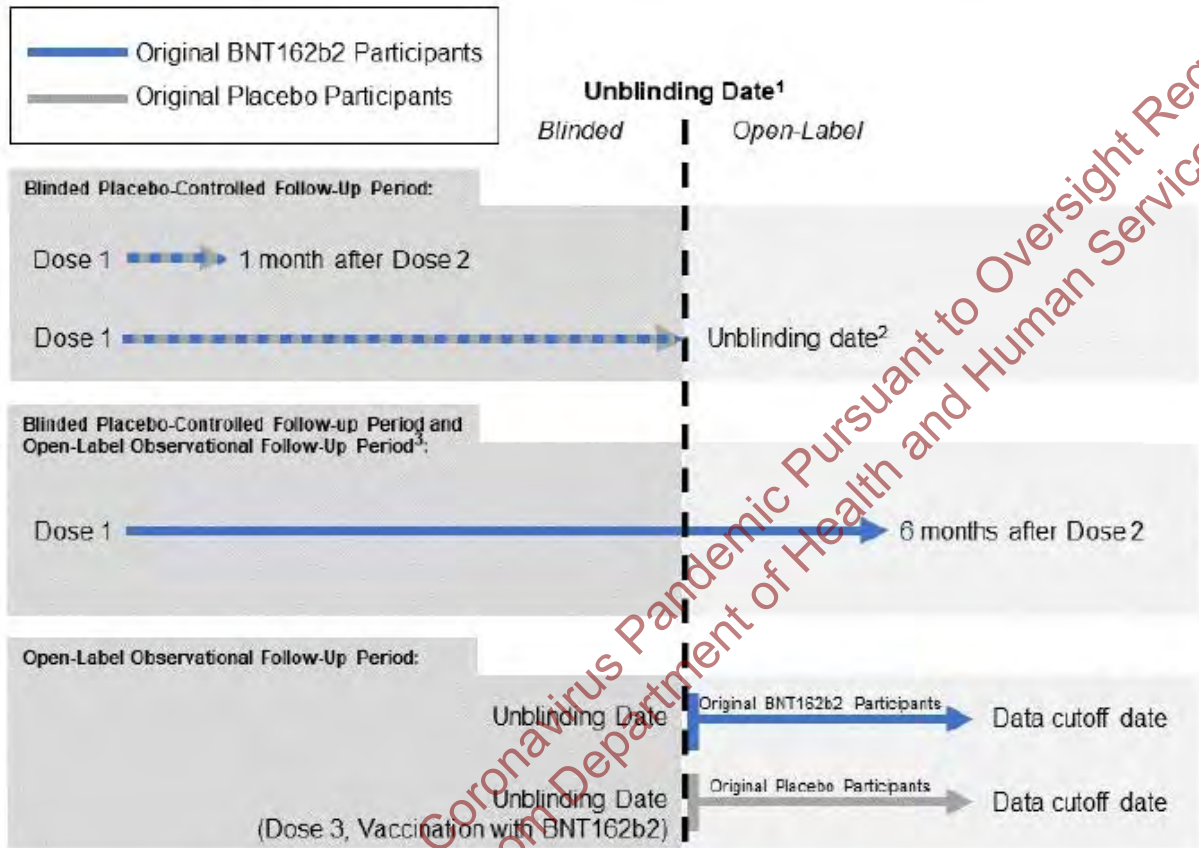 Original BNT162b2 Participants
Original Placebo Participants
Unblinding Date¹
Blinded
Open-Label
Blinded Placebo-Controlled Follow-Up Period:
Dose 1
1 month after Dose 2
Dose 1
Unblinding date²
Blinded Placebo-Controlled Follow-up Period and
Open-Label Observational Follow-Up Period³:
Dose 1
6 months after Dose 2
Open-Label Observational Follow-Up Period:
Unblinding Date
Original BNT162b2 Participants
Data cutoff date
Unblinding Date
(Dose 3, Vaccination with BNT162b2)
Original Placebo Participants
Data cutoff date
Coronavirus Pandemic Pursuant to Oversight
Department of Health and Human